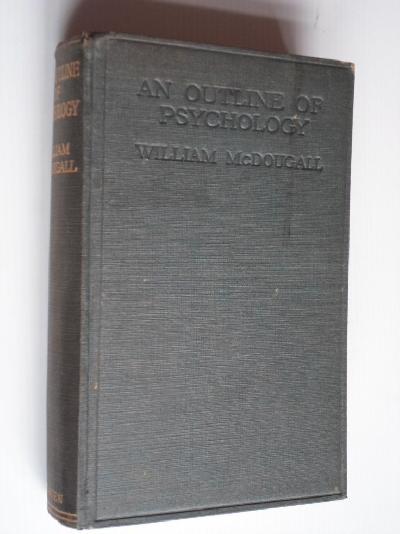 AN OUTLINE OF
PSYCHOLOGY
WILLIAM McDOUGALL